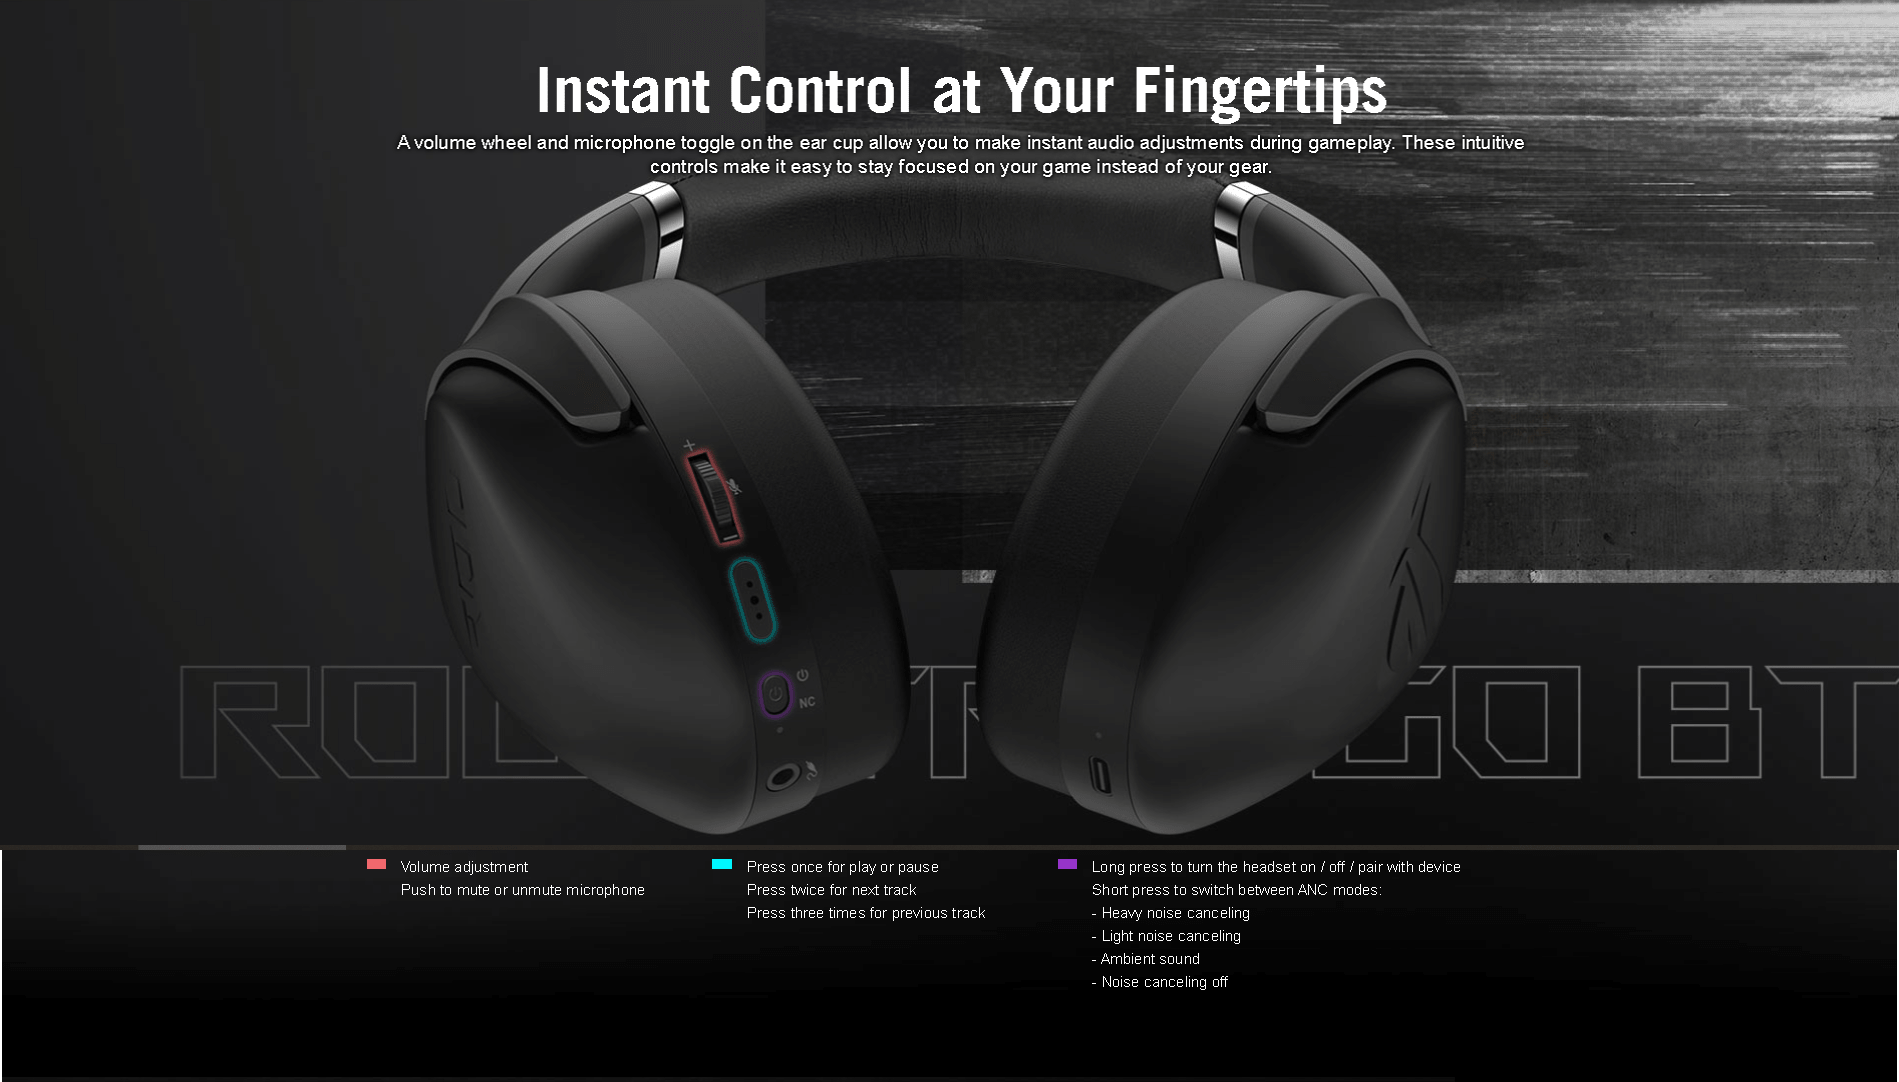 Instant Control at Your Fingertips
A volume wheel and microphone toggle on the ear cup allow you to make instant audio adjustments during gameplay. These intuitive
controls make it easy to stay focused on your game instead of your gear.
+
NC
GO BT
Volume adjustment
Push to mute or unmute microphone
Press once for play or pause
Press twice for next track
Press three times for previous track
Long press to turn the headset on / off / pair with device
Short press to switch between ANC modes:
- Heavy noise canceling
- Light noise canceling
- Ambient sound
- Noise canceling off